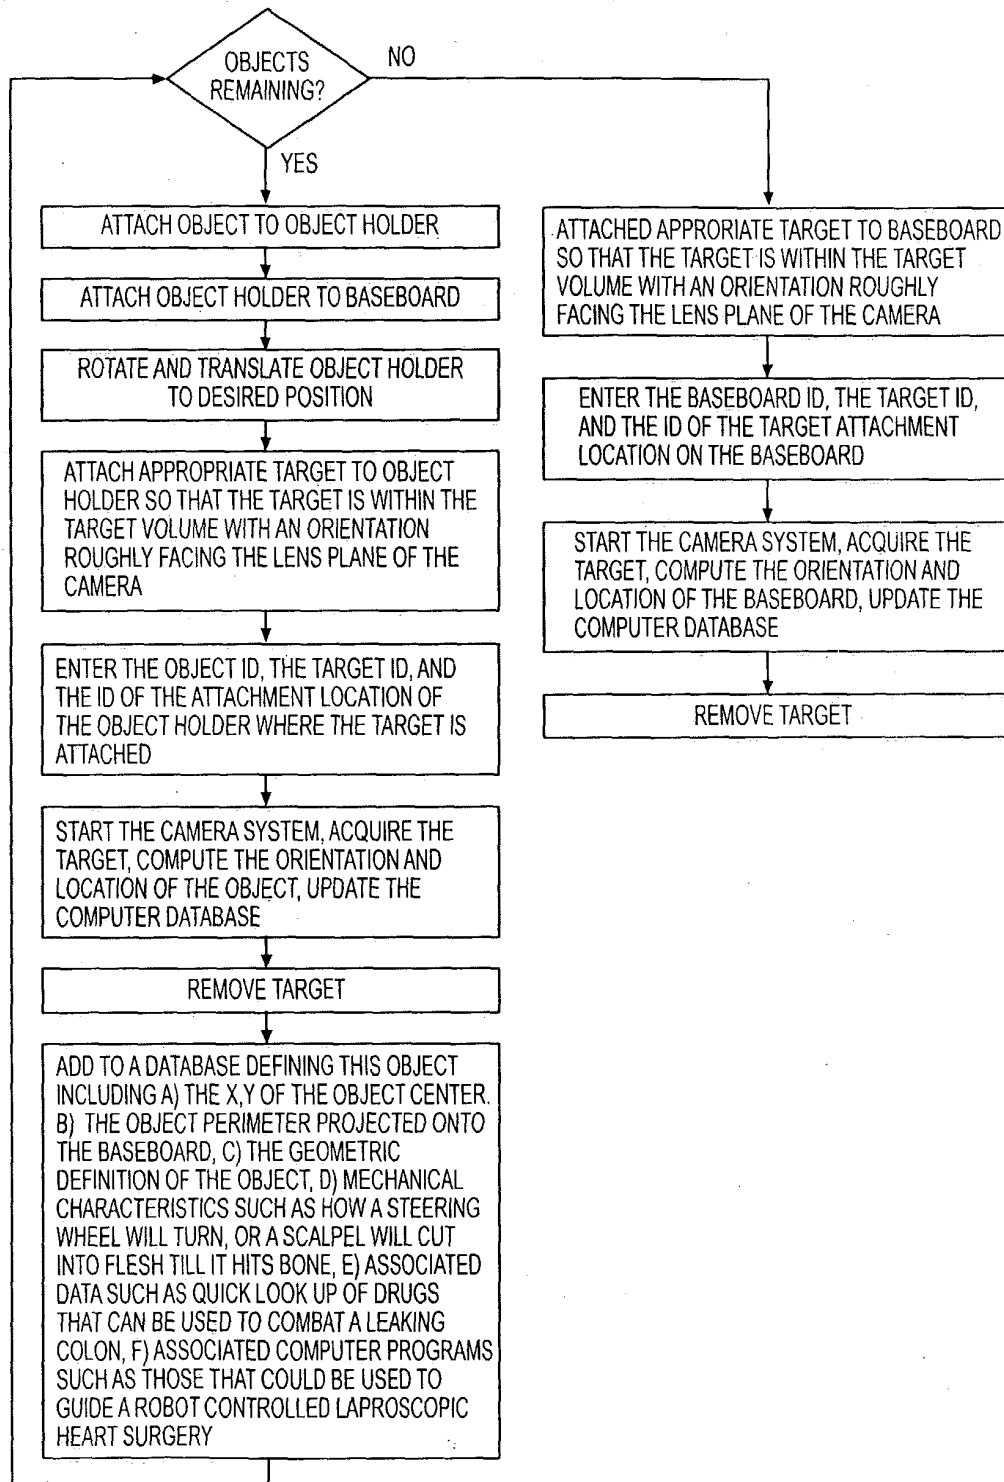 OBJECTS
REMAINING?
NO
YES
ATTACH OBJECT TO OBJECT HOLDER
ATTACH OBJECT HOLDER TO BASEBOARD
ROTATE AND TRANSLATE OBJECT HOLDER
TO DESIRED POSITION
ATTACH APPROPRIATE TARGET TO OBJECT
HOLDER SO THAT THE TARGET IS WITHIN THE
TARGET VOLUME WITH AN ORIENTATION
ROUGHLY FACING THE LENS PLANE OF THE
CAMERA
ENTER THE OBJECT ID, THE TARGET ID, AND
THE ID OF THE ATTACHMENT LOCATION OF
THE OBJECT HOLDER WHERE THE TARGET IS
ATTACHED
START THE CAMERA SYSTEM, ACQUIRE THE
TARGET, COMPUTE THE ORIENTATION AND
LOCATION OF THE OBJECT, UPDATE THE
COMPUTER DATABASE
REMOVE TARGET
ADD TO A DATABASE DEFINING THIS OBJECT
INCLUDING A) THE X,Y OF THE OBJECT CENTER.
B) THE OBJECT PERIMETER PROJECTED ONTO
THE BASEBOARD, C) THE GEOMETRIC
DEFINITION OF THE OBJECT, D) MECHANICAL
CHARACTERISTICS SUCH AS HOW A STEERING
WHEEL WILL TURN, OR A SCALPEL WILL CUT
INTO FLESH TILL IT HITS BONE, E) ASSOCIATED
DATA SUCH AS QUICK LOOK UP OF DRUGS
THAT CAN BE USED TO COMBAT A LEAKING
COLON, F) ASSOCIATED COMPUTER PROGRAMS
SUCH AS THOSE THAT COULD BE USED TO
GUIDE A ROBOT CONTROLLED LAPROSCOPIC
HEART SURGERY
ATTACHED APPRORIATE TARGET TO BASEBOARD
SO THAT THE TARGET IS WITHIN THE TARGET
VOLUME WITH AN ORIENTATION ROUGHLY
FACING THE LENS PLANE OF THE CAMERA
ENTER THE BASEBOARD ID, THE TARGET ID,
AND THE ID OF THE TARGET ATTACHMENT
LOCATION ON THE BASEBOARD
START THE CAMERA SYSTEM, ACQUIRE THE
TARGET, COMPUTE THE ORIENTATION AND
LOCATION OF THE BASEBOARD, UPDATE THE
COMPUTER DATABASE
REMOVE TARGET